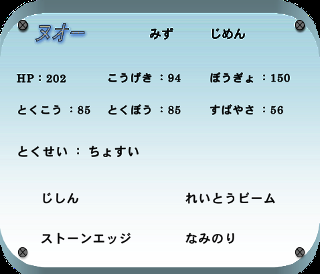 ヌオー みず じめん
HP：202 こうげき：94 ぼうぎょ：150
とくこう：85 とくぼう：85 すばやさ：56
とくせい：ちょすい
じしん れいとうビーム
ストーンエッジ なみのり